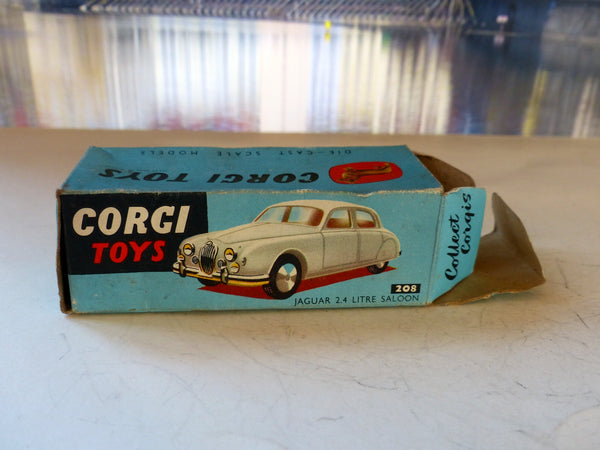 DIE-CAST SCALE MODELS
CORGI TOYS
CORGI
TOYS
208
JAGUAR 2.4 LITRE SALOON
Collect
Corgis